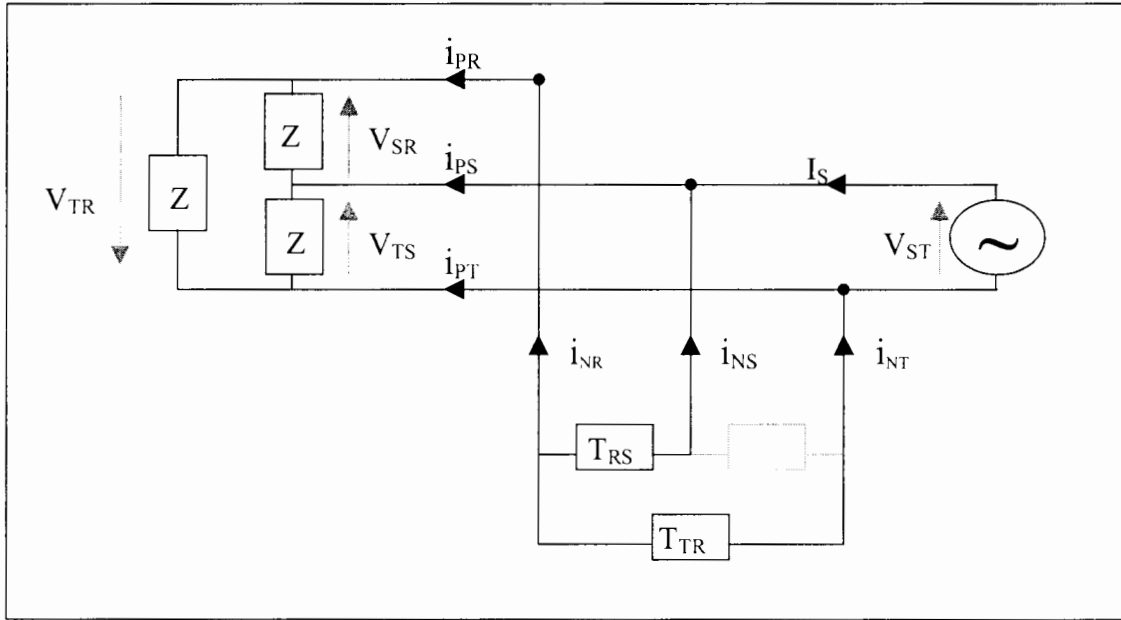 i_PR
Z
V_SR
Z
V_TR
i_PS
I_S
Z
V_TS
V_ST
~
i_PT
i_NR
i_NS
i_NT
T_RS
T_TR